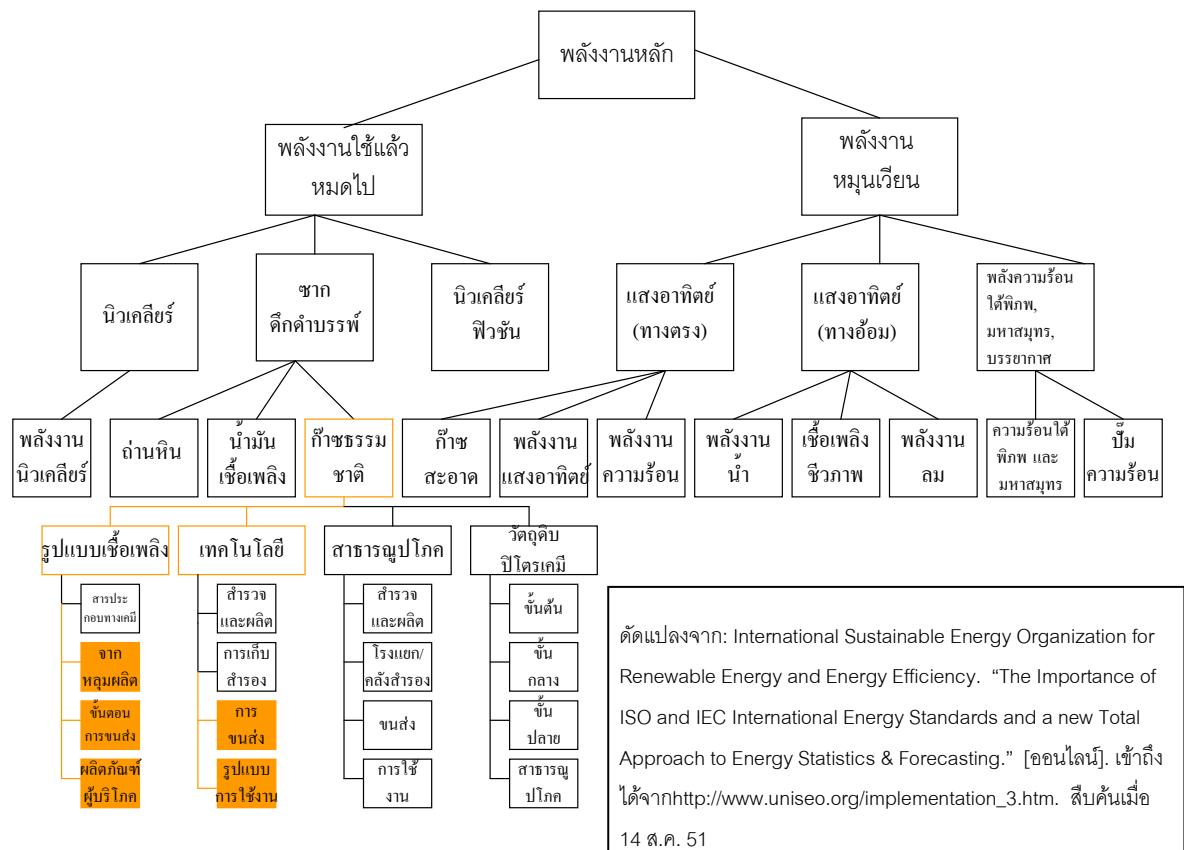 พลังงานหลัก
พลังงานใช้แล้ว
หมดไป
พลังงาน
หมุนเวียน
นิวเคลียร์
ซาก
ดึกดำบรรพ์
นิวเคลียร์
ฟิวชัน
แสงอาทิตย์
(ทางตรง)
แสงอาทิตย์
(ทางอ้อม)
พลังความร้อน
ใต้พิภพ,
มหาสมุทร,
บรรยากาศ
พลังงาน
นิวเคลียร์
ถ่านหิน
น้ำมัน
เชื้อเพลิง
ก๊าซธรรม
ชาติ
ก๊าซ
สะอาด
พลังงาน
แสงอาทิตย์
พลังงาน
ความร้อน
พลังงาน
น้ำ
เชื้อเพลิง
ชีวภาพ
พลังงาน
ลม
ความร้อนใต้
พิภพ และ
มหาสมุทร
ปั๊ม
ความร้อน
รูปแบบเชื้อเพลิง
เทคโนโลยี
สาธารณูปโภค
วัตถุดิบ
ปิโตรเคมี
สารประ
กอบทางเคมี
จาก
หลุมผลิต
ขั้นตอน
การขนส่ง
ผลิตภัณฑ์
ผู้บริโภค
สำรวจ
และผลิต
การเก็บ
สำรอง
การ
ขนส่ง
รูปแบบ
การใช้งาน
สำรวจ
และผลิต
โรงแยก/
คลังสำรอง
ขนส่ง
การใช้
งาน
ขั้นต้น
ขั้น
กลาง
ขั้น
ปลาย
สาธารณู
ปโภค
ดัดแปลงจาก: International Sustainable Energy Organization for
Renewable Energy and Energy Efficiency. “The Importance of
ISO and IEC International Energy Standards and a new Total
Approach to Energy Statistics & Forecasting.” [ออนไลน์]. เข้าถึง
ได้จากhttp://www.uniseo.org/implementation_3.htm. สืบค้นเมื่อ
14 ส.ค. 51